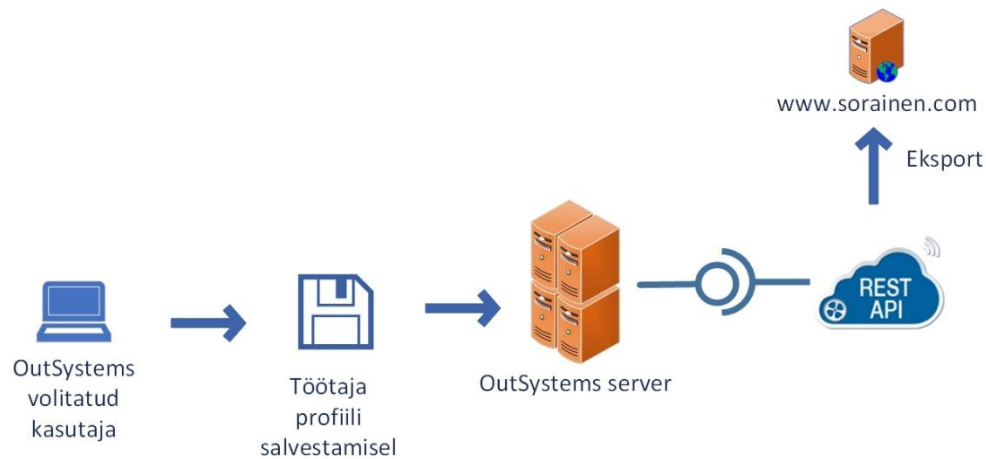 www.sorainen.com
Eksport
REST
API
OutSystems
volitatud
kasutaja
Töötaja
profiili
salvestamisel
OutSystems server